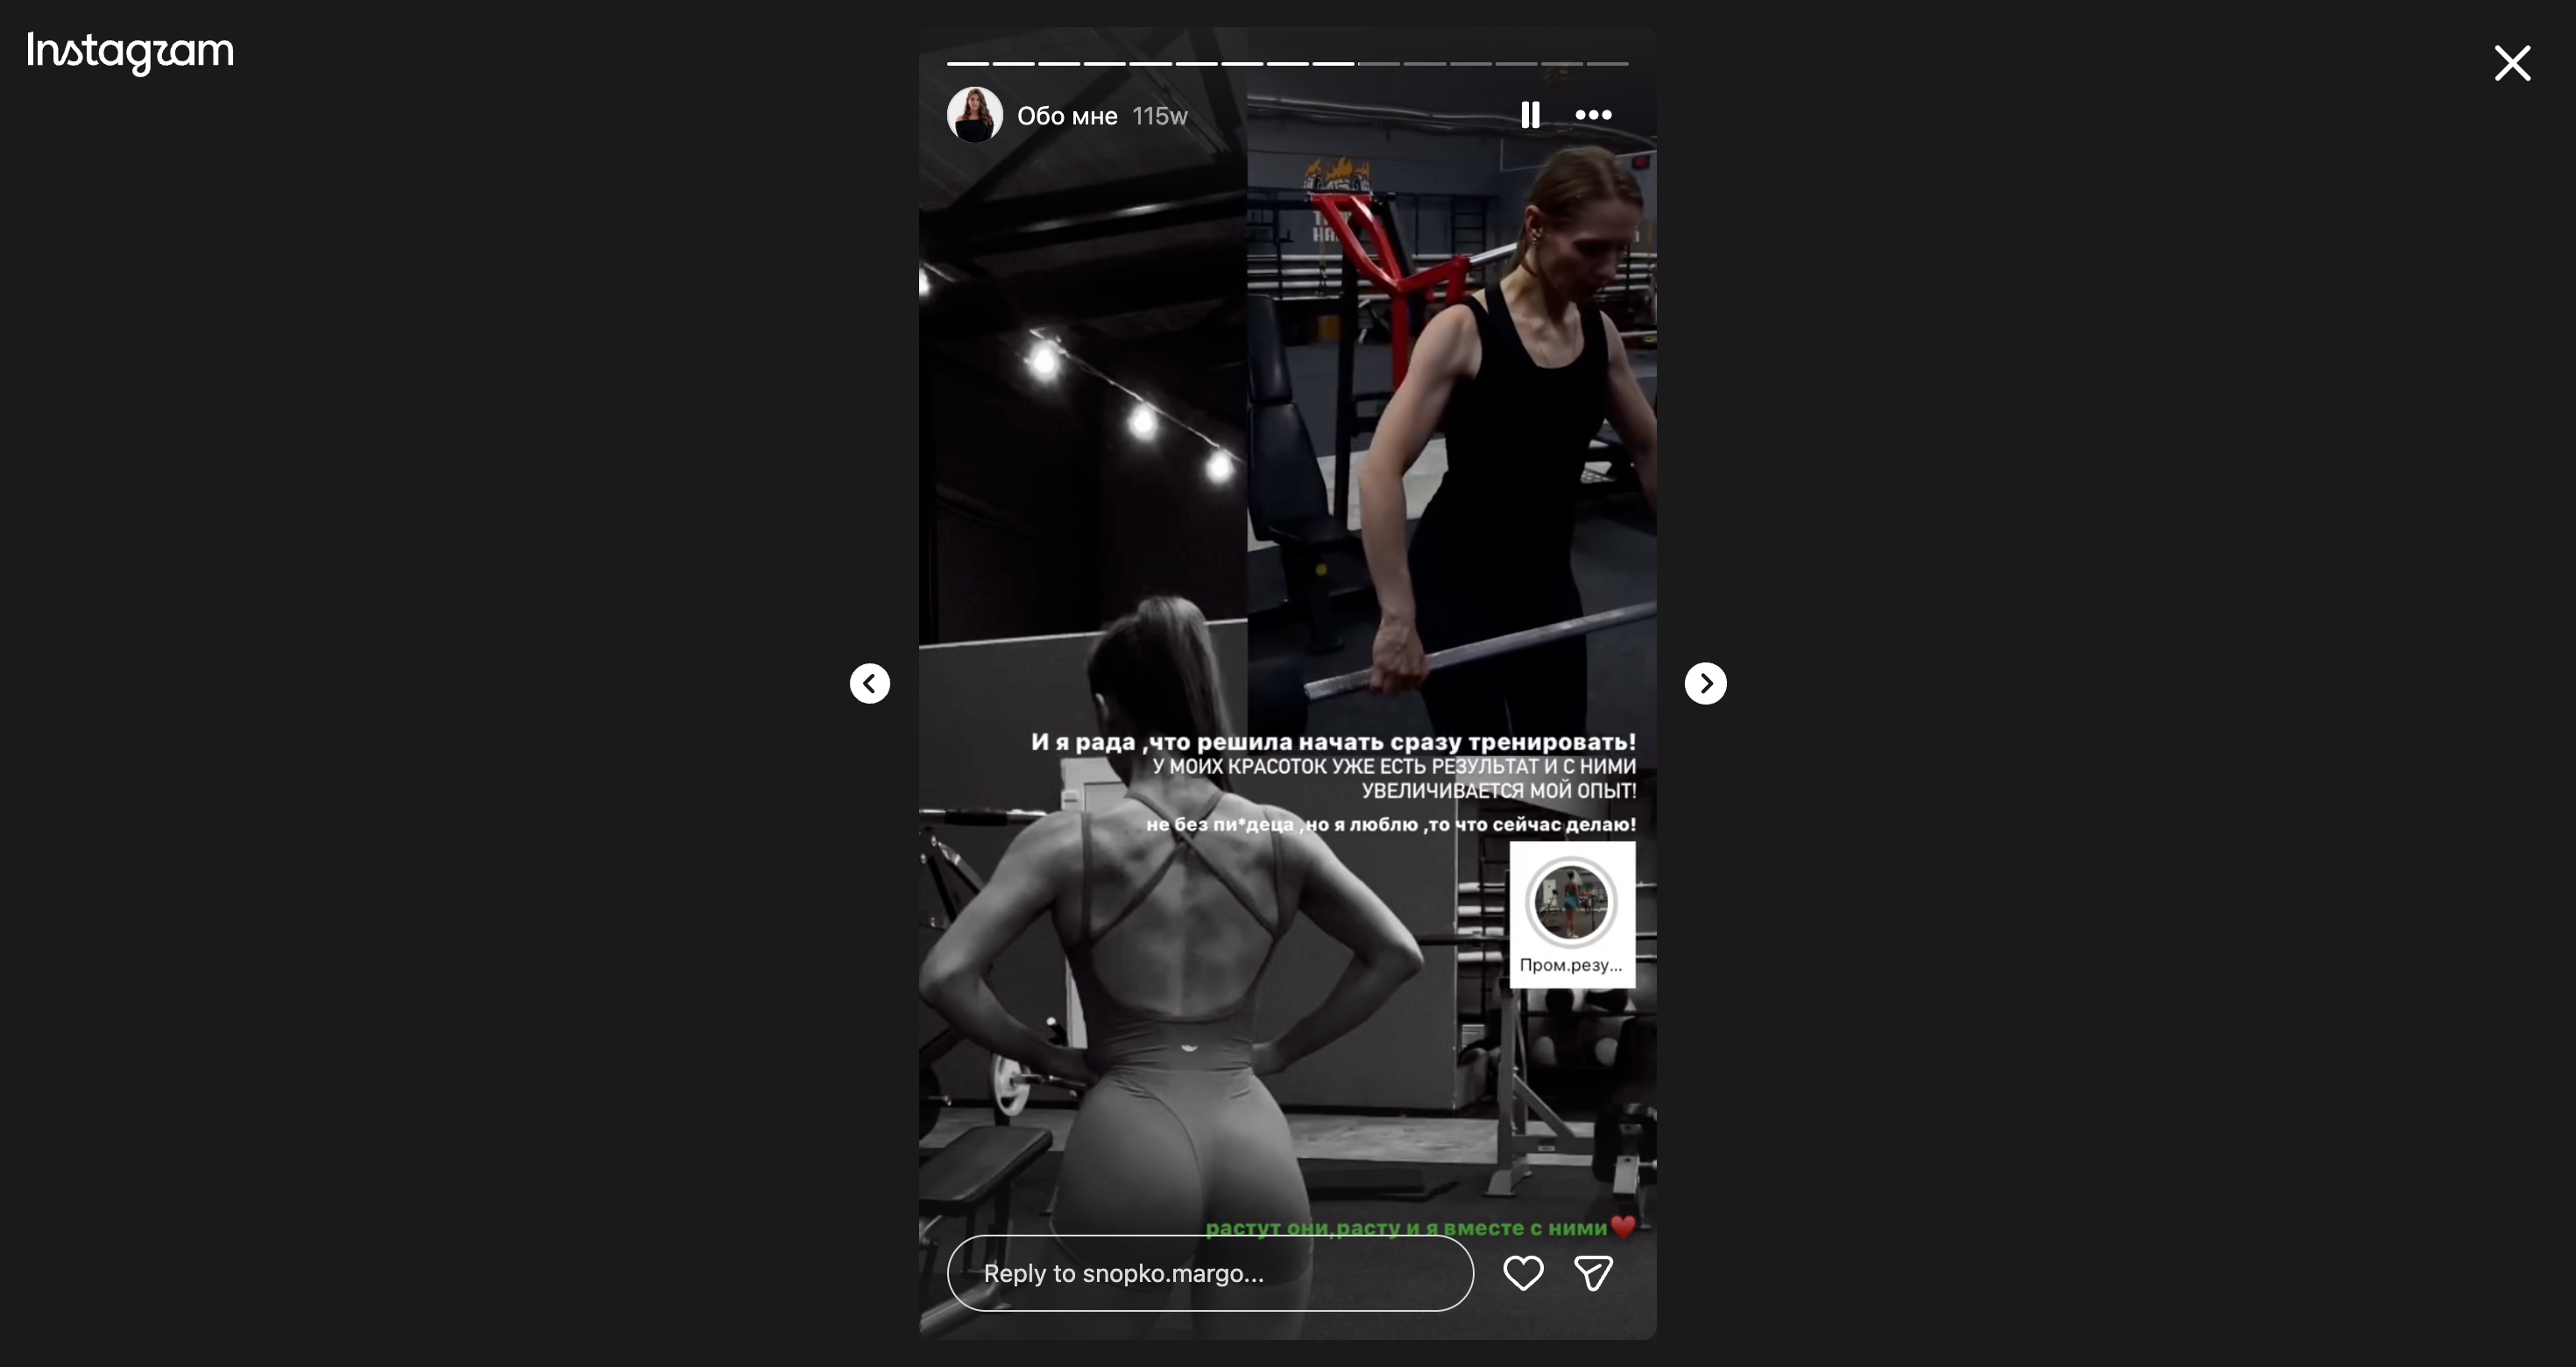 Instagram
Обо мне 115w
И я рада ,что решила начать сразу тренировать!
У МОИХ КРАСОТОК УЖЕ ЕСТЬ РЕЗУЛЬТАТ И С НИМИ
УВЕЛИЧИВАЕТСЯ МОЙ ОПЫТ!
не без пи*деца ,но я люблю ,то что сейчас делаю!
Пром.резу...
растут они,расту и я вместе с ними❤️
Reply to snopko.margo...